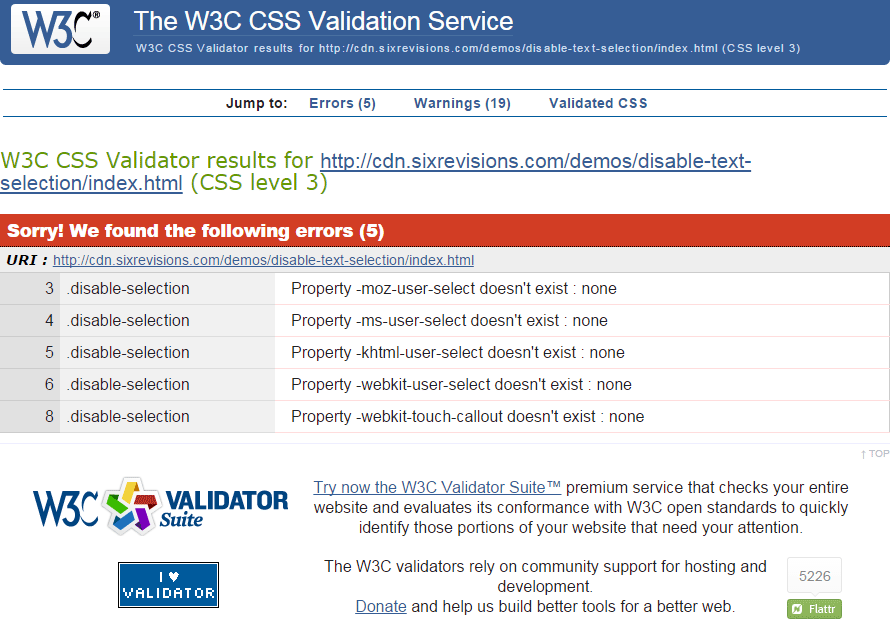 W3C®
The W3C CSS Validation Service
W3C CSS Validator results for http://cdn.sixrevisions.com/demos/disable-text-selection/index.html (CSS level 3)
Jump to: Errors (5) Warnings (19) Validated CSS
W3C CSS Validator results for http://cdn.sixrevisions.com/demos/disable-text-
selection/index.html (CSS level 3)
Sorry! We found the following errors (5)
URI : http://cdn.sixrevisions.com/demos/disable-text-selection/index.html
3 .disable-selection Property -moz-user-select doesn't exist : none
4 .disable-selection Property -ms-user-select doesn't exist : none
5 .disable-selection Property -khtml-user-select doesn't exist : none
6 .disable-selection Property -webkit-user-select doesn't exist : none
8 .disable-selection Property -webkit-touch-callout doesn't exist : none
↑ TOP
W3C VALIDATOR
Suite
Try now the W3C Validator Suite™ premium service that checks your entire
website and evaluates its conformance with W3C open standards to quickly
identify those portions of your website that need your attention.
I ♥
VALIDATOR
The W3C validators rely on community support for hosting and
development.
Donate and help us build better tools for a better web.
5226
Flattr